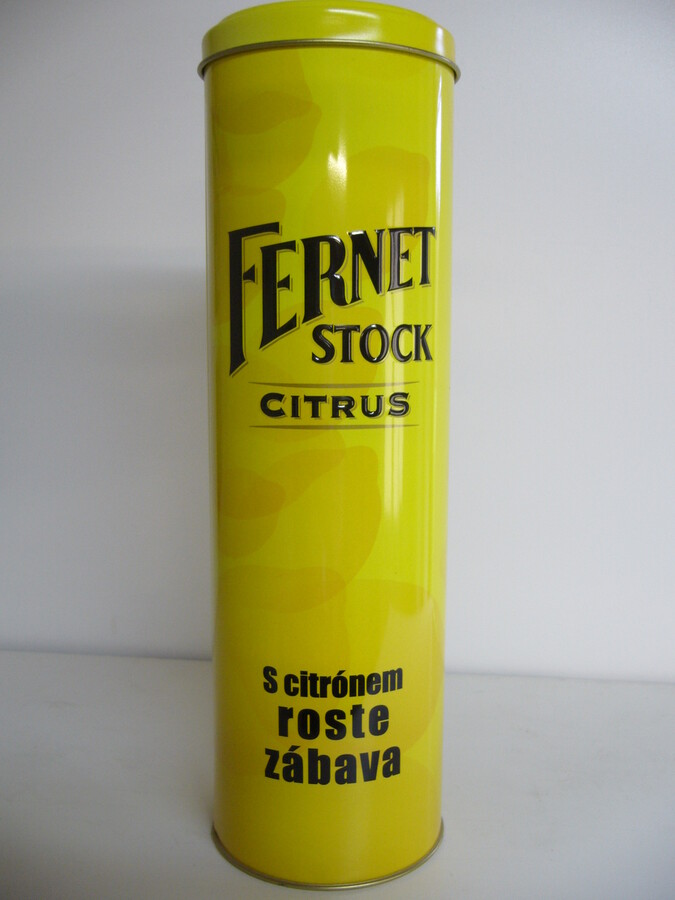 FERNET
STOCK
CITRUS
S citrónem
roste
zábava